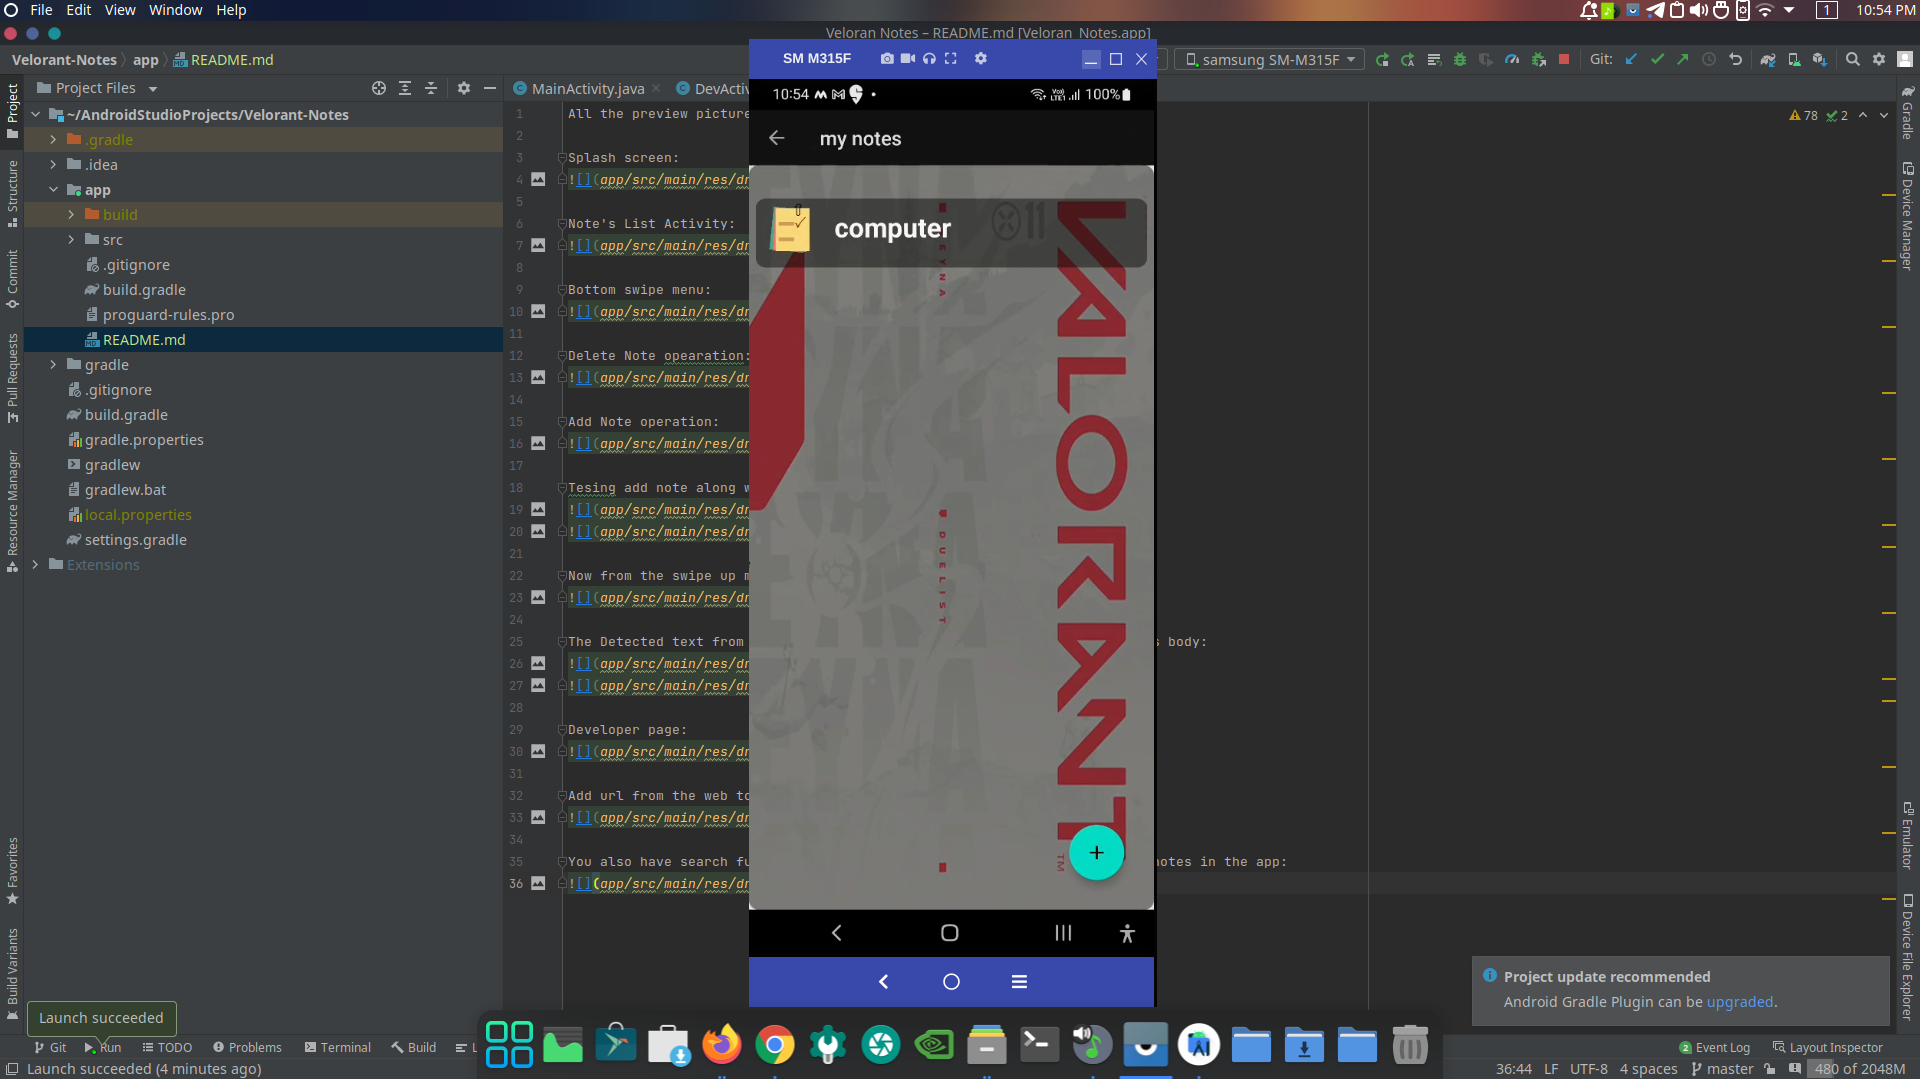 File Edit View Window Help
1 10:54 PM
Veloran Notes – README.md [Veloran_Notes.app]
Velorant-Notes app README.md
SM M315F
samsung SM-M315F
Git:
Project Files
MainActivity.java
DevActiv
10:54 100%
my notes
computer
VALORANT
TM
DUELIST
~/AndroidStudioProjects/Velorant-Notes
.gradle
.idea
app
build
src
.gitignore
build.gradle
proguard-rules.pro
README.md
gradle
.gitignore
build.gradle
gradle.properties
gradlew
gradlew.bat
local.properties
settings.gradle
Extensions
1 All the preview picture
2
3 Splash screen:
4 ![](app/src/main/res/dr
5
6 Note's List Activity:
7 ![](app/src/main/res/dr
8
9 Bottom swipe menu:
10 ![](app/src/main/res/dr
11
12 Delete Note opearation:
13 ![](app/src/main/res/dr
14
15 Add Note operation:
16 ![](app/src/main/res/dr
17
18 Tesing add note along w
19 ![](app/src/main/res/dr
20 ![](app/src/main/res/dr
21
22 Now from the swipe up m
23 ![](app/src/main/res/dr
24
25 The Detected text from s body:
26 ![](app/src/main/res/dr
27 ![](app/src/main/res/dr
28
29 Developer page:
30 ![](app/src/main/res/dr
31
32 Add url from the web to
33 ![](app/src/main/res/dr
34
35 You also have search fu notes in the app:
36 ![](app/src/main/res/dr
78 2
Project
Structure
Commit
Pull Requests
Resource Manager
Favorites
Build Variants
Gradle
Device Manager
Emulator
Device File Explorer
Project update recommended
Android Gradle Plugin can be upgraded.
Launch succeeded
Git Run TODO Problems Terminal Build L
2 Event Log Layout Inspector
Launch succeeded (4 minutes ago)
36:44 LF UTF-8 4 spaces master 480 of 2048M